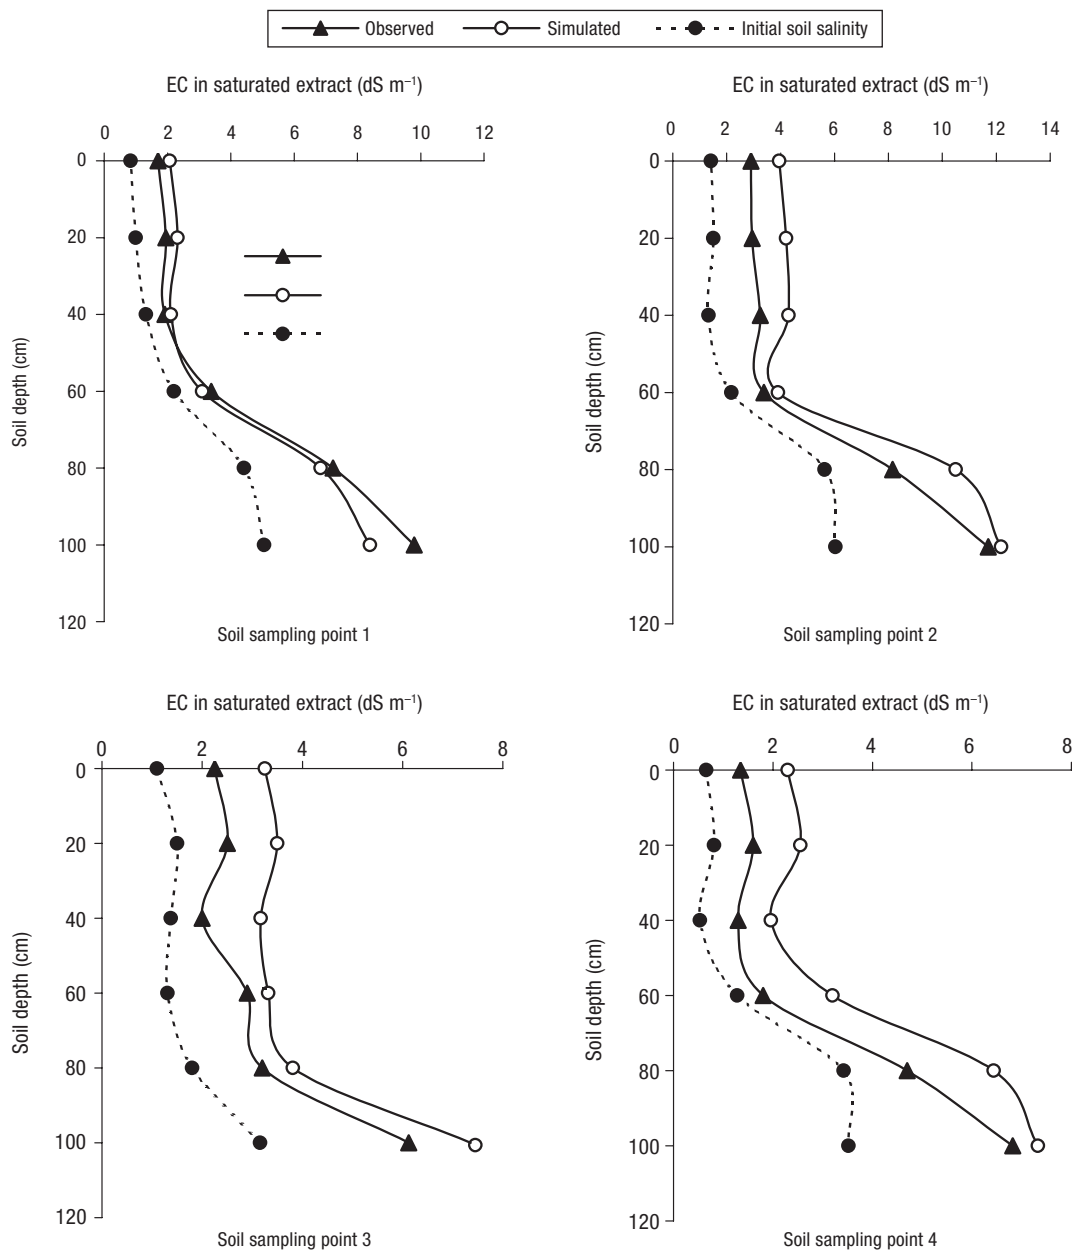 Observed Simulated Initial soil salinity
EC in saturated extract (dS m⁻¹)
0 2 4 6 8 10 12
0
20
40
60
80
100
120
Soil depth (cm)
Soil sampling point 1
EC in saturated extract (dS m⁻¹)
0 2 4 6 8 10 12 14
0
20
40
60
80
100
120
Soil depth (cm)
Soil sampling point 2
EC in saturated extract (dS m⁻¹)
0 2 4 6 8
0
20
40
60
80
100
120
Soil depth (cm)
Soil sampling point 3
EC in saturated extract (dS m⁻¹)
0 2 4 6 8
0
20
40
60
80
100
120
Soil depth (cm)
Soil sampling point 4